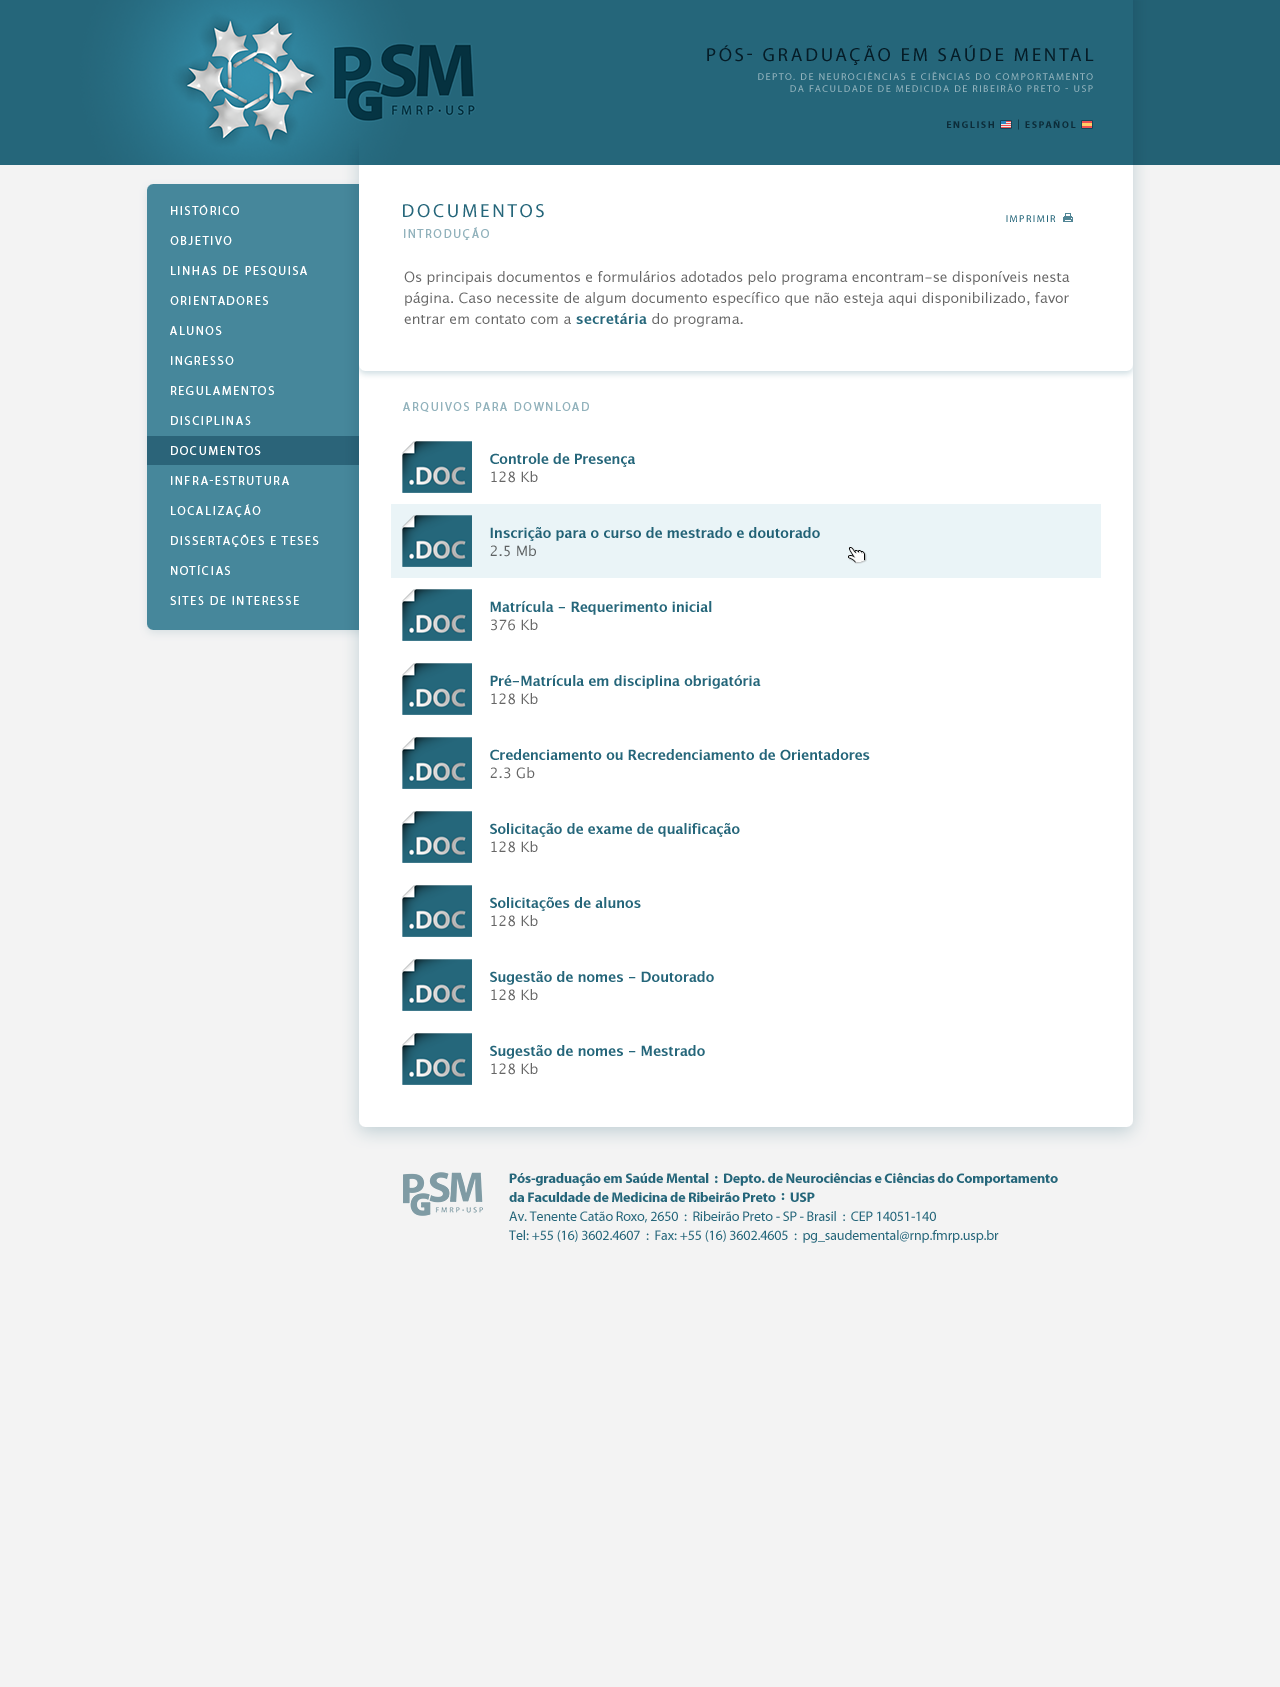 PGSM
FMRP·USP
PÓS- GRADUAÇÃO EM SAÚDE MENTAL
DEPTO. DE NEUROCIÊNCIAS E CIÊNCIAS DO COMPORTAMENTO
DA FACULDADE DE MEDICIDA DE RIBEIRÃO PRETO - USP
ENGLISH | ESPAÑOL
HISTÓRICO
OBJETIVO
LINHAS DE PESQUISA
ORIENTADORES
ALUNOS
INGRESSO
REGULAMENTOS
DISCIPLINAS
DOCUMENTOS
INFRA-ESTRUTURA
LOCALIZAÇÃO
DISSERTAÇÕES E TESES
NOTÍCIAS
SITES DE INTERESSE
DOCUMENTOS
INTRODUÇÃO
IMPRIMIR
Os principais documentos e formulários adotados pelo programa encontram-se disponíveis nesta
página. Caso necessite de algum documento específico que não esteja aqui disponibilizado, favor
entrar em contato com a secretária do programa.
ARQUIVOS PARA DOWNLOAD
.DOC
Controle de Presença
128 Kb
.DOC
Inscrição para o curso de mestrado e doutorado
2.5 Mb
.DOC
Matrícula - Requerimento inicial
376 Kb
.DOC
Pré-Matrícula em disciplina obrigatória
128 Kb
.DOC
Credenciamento ou Recredenciamento de Orientadores
2.3 Gb
.DOC
Solicitação de exame de qualificação
128 Kb
.DOC
Solicitações de alunos
128 Kb
.DOC
Sugestão de nomes - Doutorado
128 Kb
.DOC
Sugestão de nomes - Mestrado
128 Kb
PGSM
FMRP·USP
Pós-graduação em Saúde Mental : Depto. de Neurociências e Ciências do Comportamento
da Faculdade de Medicina de Ribeirão Preto : USP
Av. Tenente Catão Roxo, 2650 : Ribeirão Preto - SP - Brasil : CEP 14051-140
Tel: +55 (16) 3602.4607 : Fax: +55 (16) 3602.4605 : pg_saudemental@rnp.fmrp.usp.br